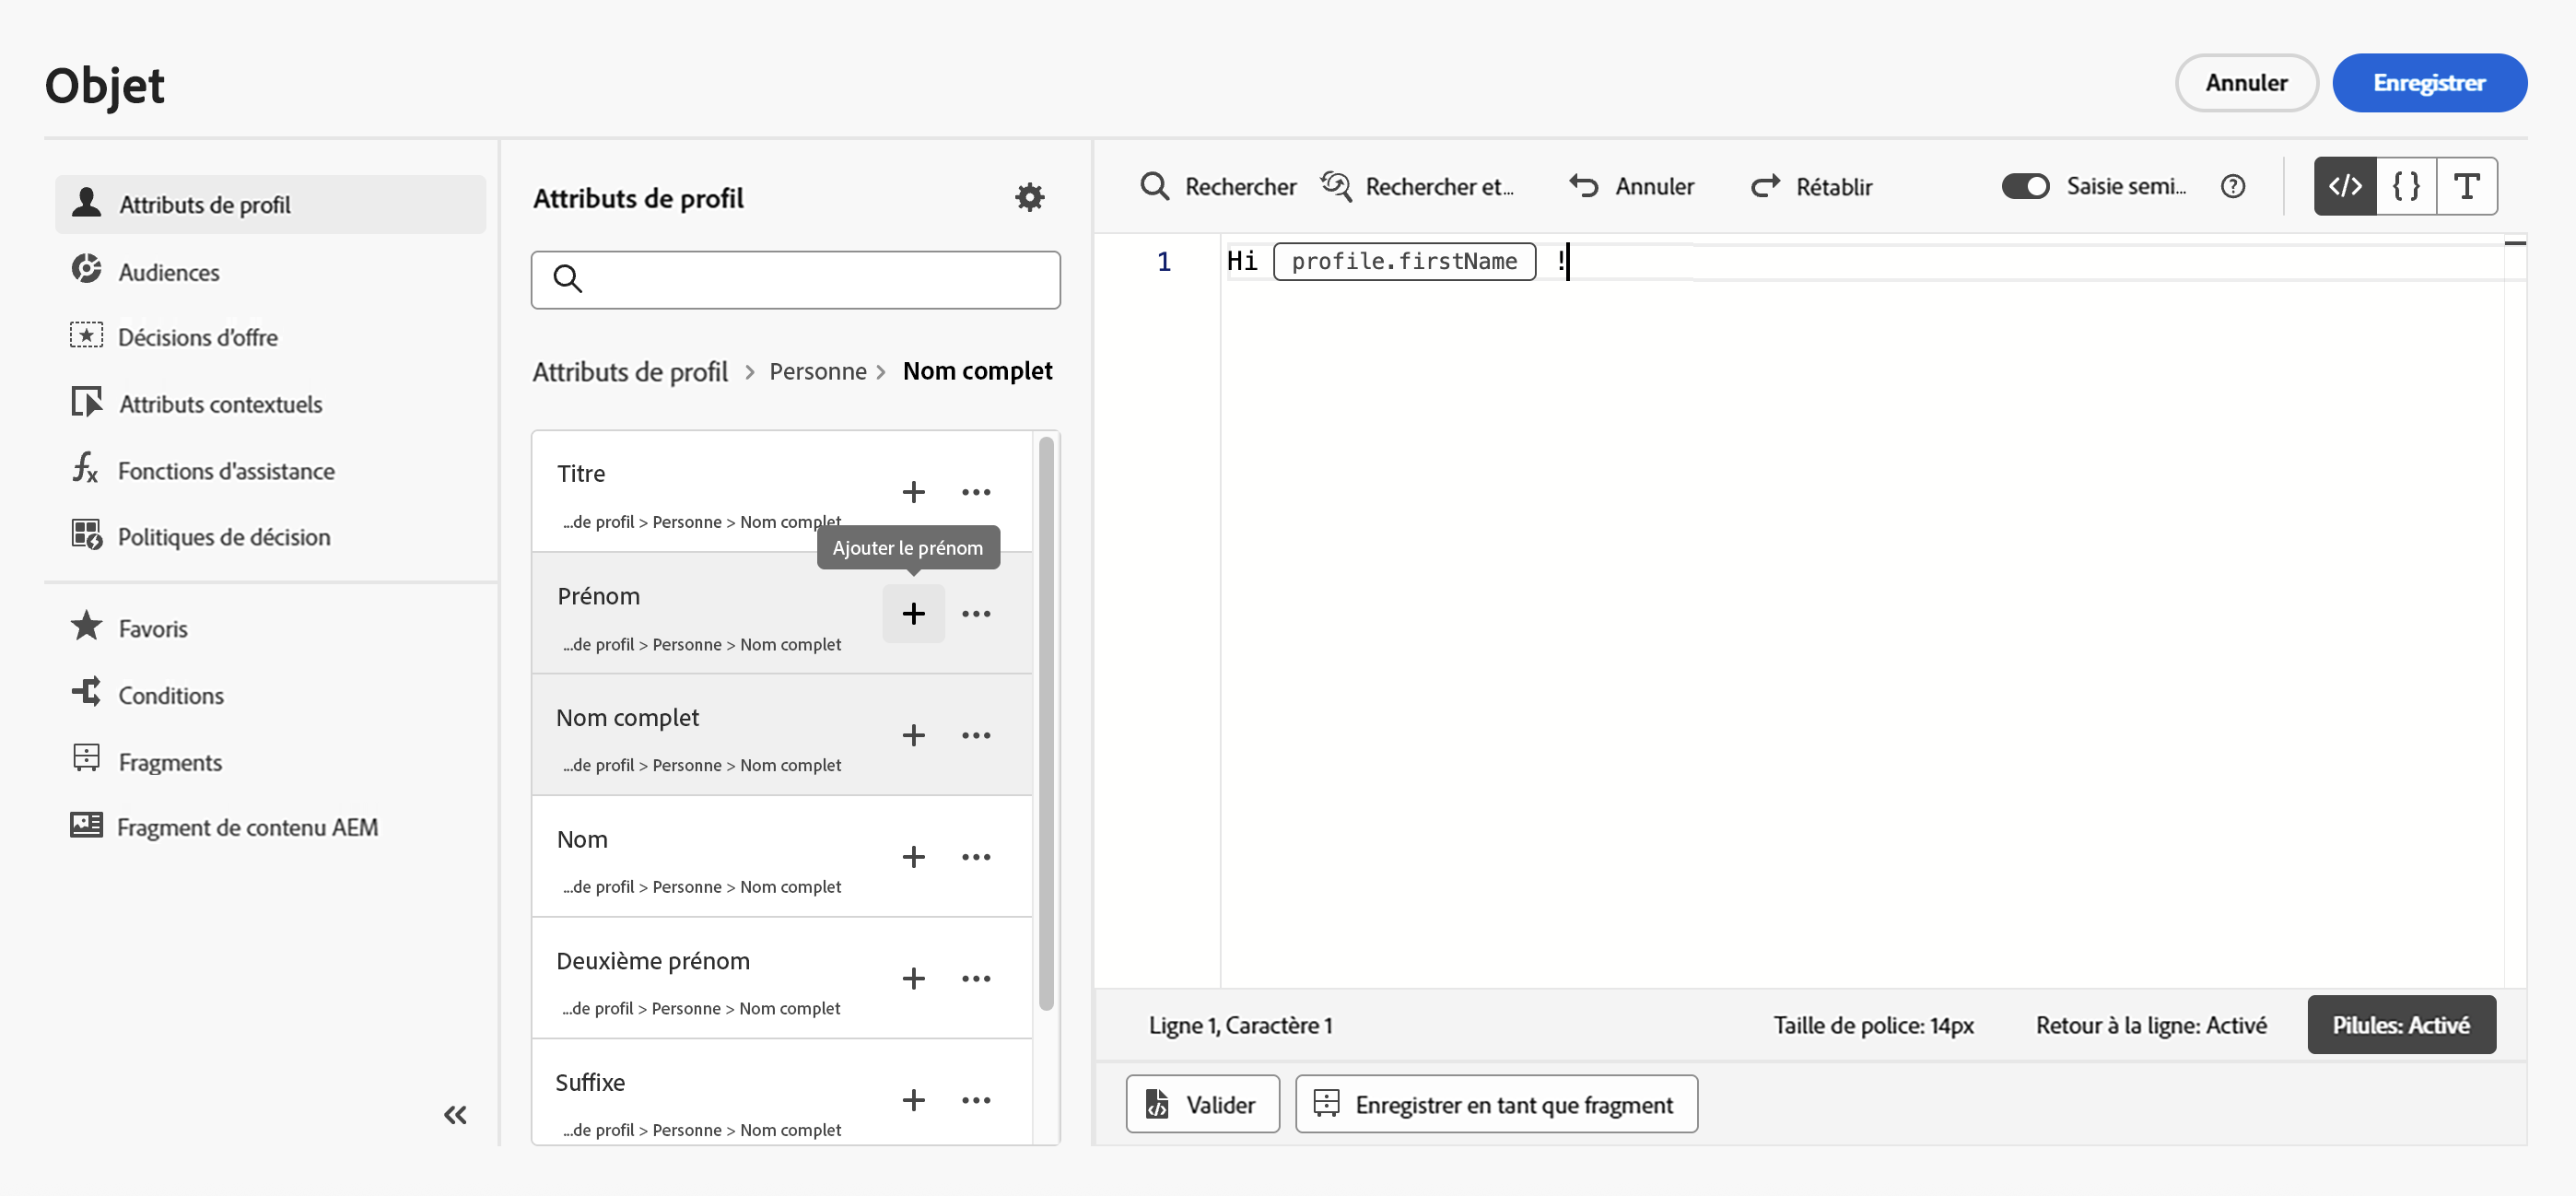 Objet
Annuler
Enregistrer
Attributs de profil
Audiences
Décisions d'offre
Attributs contextuels
Fonctions d'assistance
Politiques de décision
Favoris
Conditions
Fragments
Fragment de contenu AEM
Attributs de profil
Attributs de profil > Personne > Nom complet
Titre
...de profil > Personne > Nom complet
Ajouter le prénom
Prénom
...de profil > Personne > Nom complet
Nom complet
...de profil > Personne > Nom complet
Nom
...de profil > Personne > Nom complet
Deuxième prénom
...de profil > Personne > Nom complet
Suffixe
...de profil > Personne > Nom complet
Rechercher
Rechercher et...
Annuler
Rétablir
Saisie semi...
1
Hi profile.firstName !
Ligne 1, Caractère 1
Taille de police: 14px
Retour à la ligne: Activé
Pilules: Activé
Valider
Enregistrer en tant que fragment